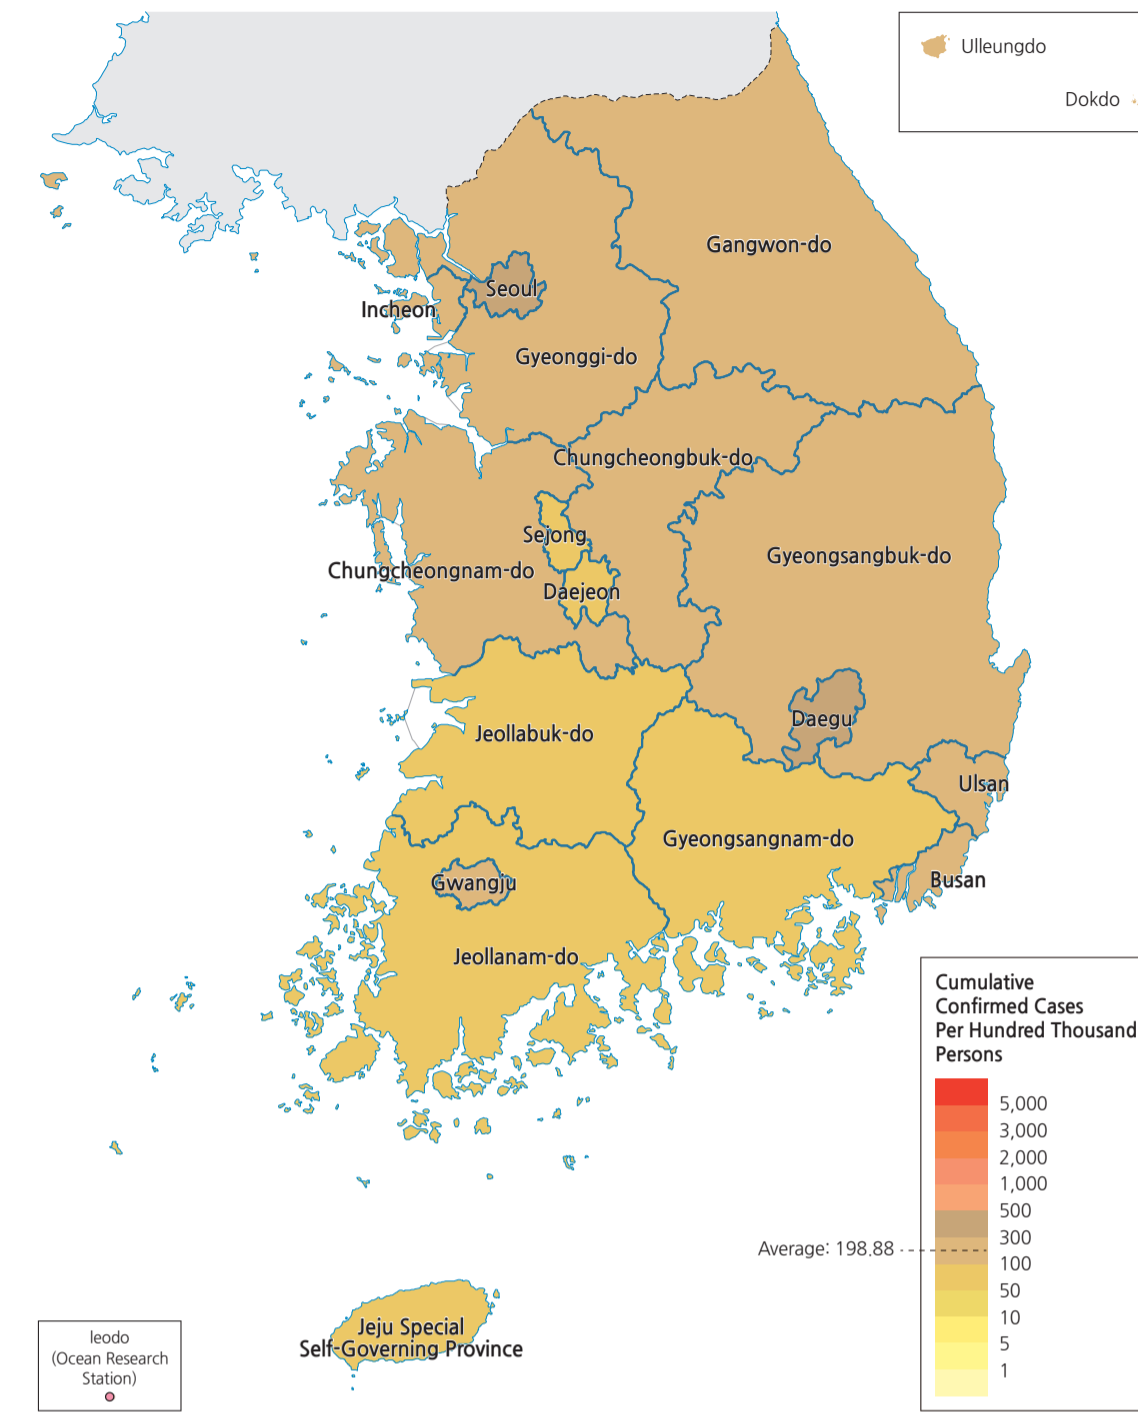 Ulleungdo
Dokdo
Gangwon-do
Seoul
Incheon
Gyeonggi-do
Chungcheongbuk-do
Sejong
Gyeongsangbuk-do
Chungcheongnam-do
Daejeon
Daegu
Jeollabuk-do
Ulsan
Gyeongsangnam-do
Gwangju
Busan
Jeollanam-do
Cumulative
Confirmed Cases
Per Hundred Thousand
Persons
5,000
3,000
2,000
1,000
500
300
Average: 198.88
100
50
10
5
1
Jeju Special
Self-Governing Province
Ieodo
(Ocean Research
Station)